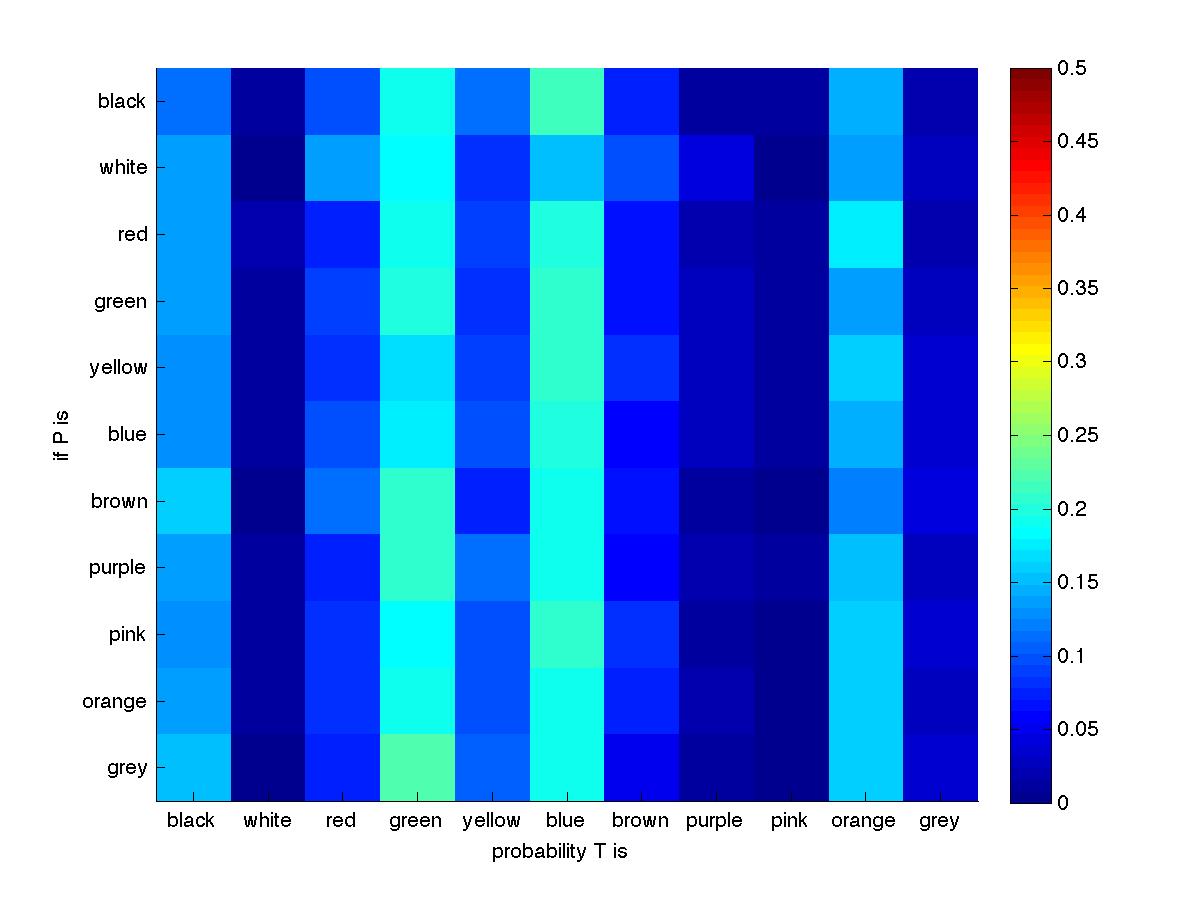 black
white
red
green
yellow
blue
brown
purple
pink
orange
grey
if P is
black white red green yellow blue brown purple pink orange grey
probability T is
0.5
0.45
0.4
0.35
0.3
0.25
0.2
0.15
0.1
0.05
0